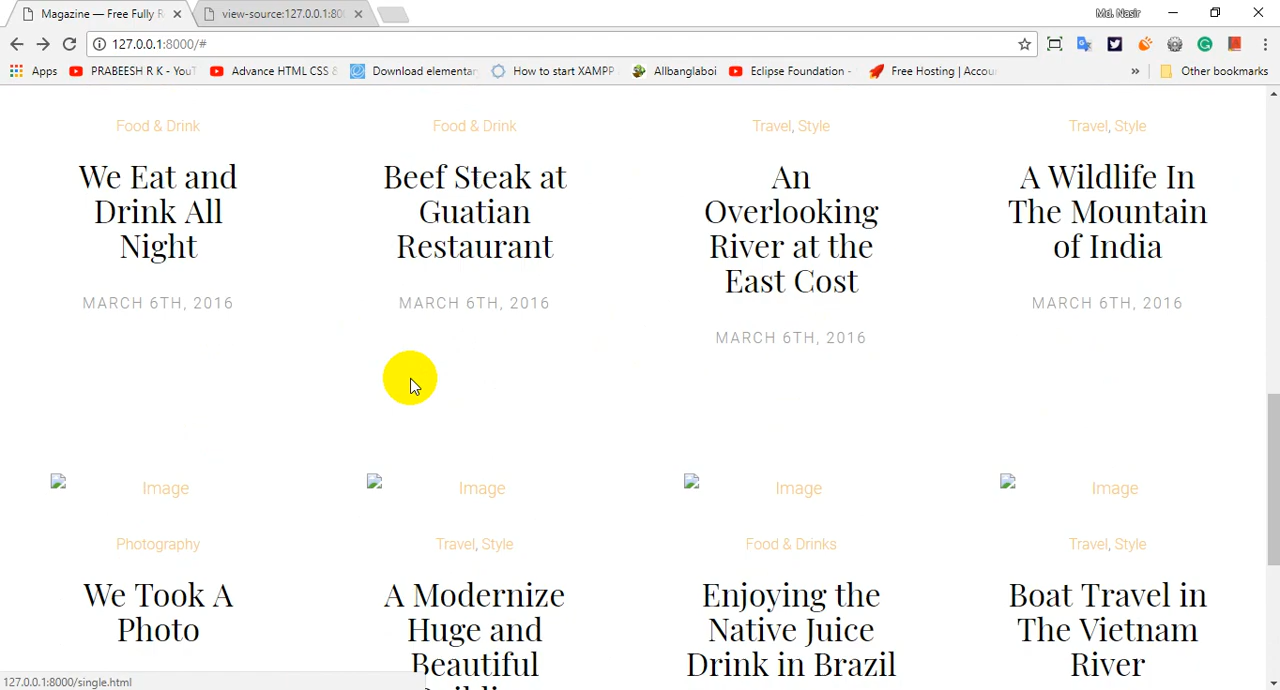 Magazine — Free Fully R
view-source:127.0.0.1:80
Md. Nasir
127.0.0.1:8000/#
Apps
PRABEESH R K - YouT
Advance HTML CSS &
Download elementar
How to start XAMPP
Allbanglaboi
Eclipse Foundation -
Free Hosting | Accou
»
Other bookmarks
Food & Drink
Food & Drink
Travel, Style
Travel, Style
We Eat and
Drink All
Night
Beef Steak at
Guatian
Restaurant
An
Overlooking
River at the
East Cost
A Wildlife In
The Mountain
of India
MARCH 6TH, 2016
MARCH 6TH, 2016
MARCH 6TH, 2016
MARCH 6TH, 2016
Image
Image
Image
Image
Photography
Travel, Style
Food & Drinks
Travel, Style
We Took A
Photo
A Modernize
Huge and
Beautiful
Enjoying the
Native Juice
Drink in Brazil
Boat Travel in
The Vietnam
River
127.0.0.1:8000/single.html